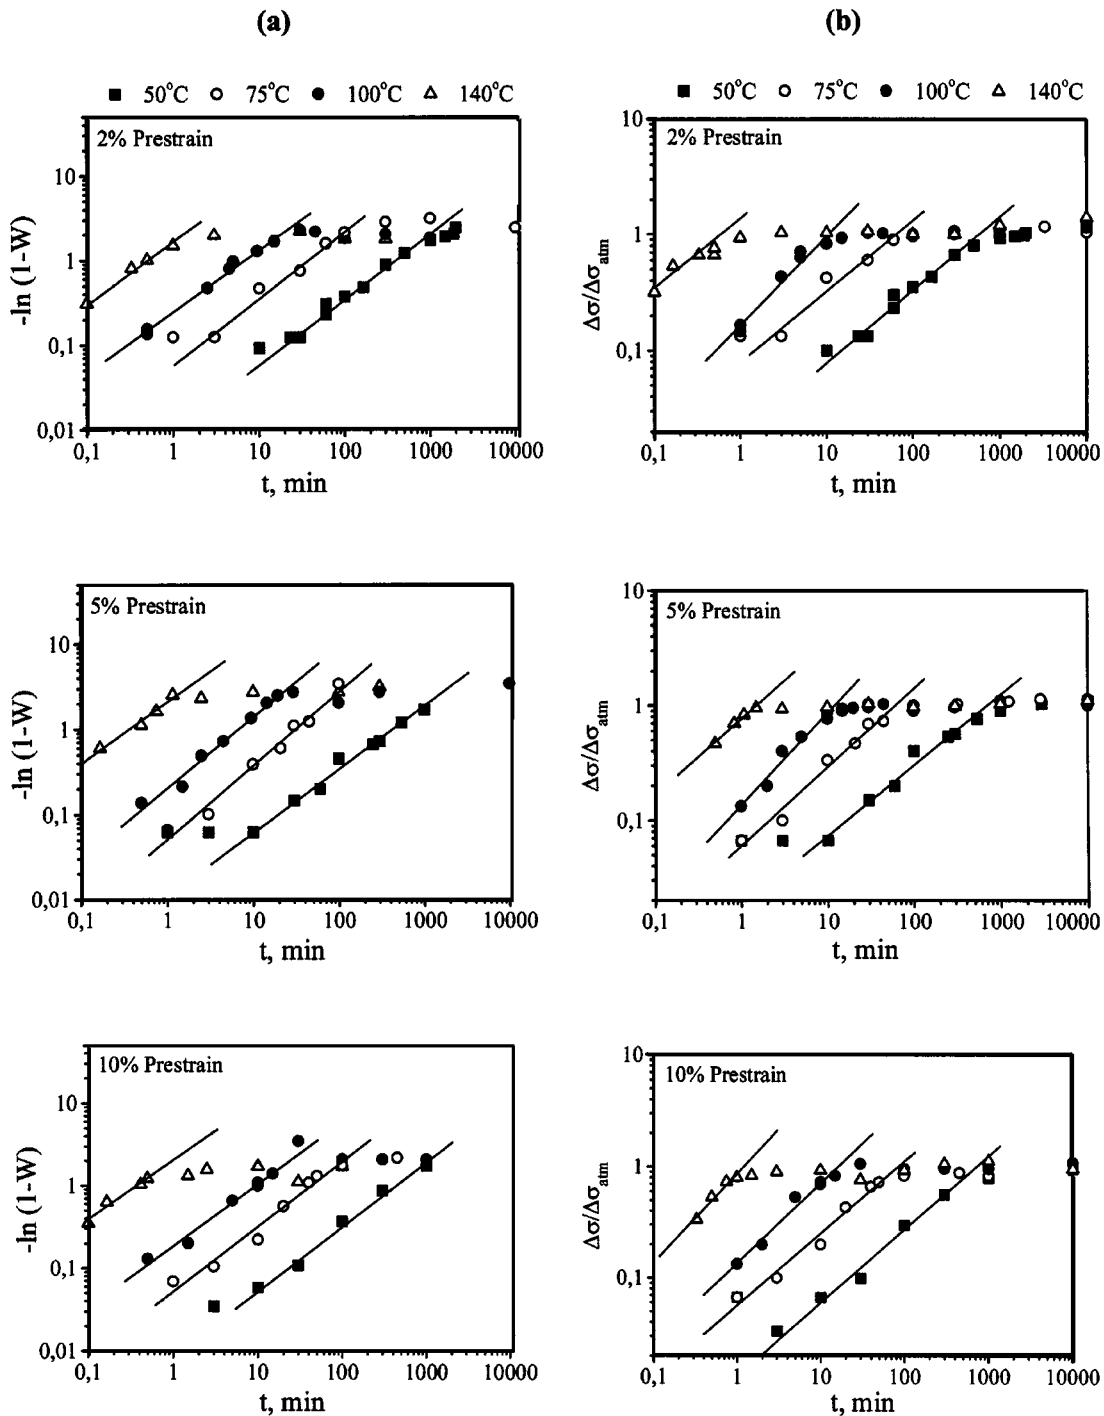 (a)
(b)
■ 50°C ○ 75°C ● 100°C △ 140°C
■ 50°C ○ 75°C ● 100°C △ 140°C
2% Prestrain
10
1
0,1
0,01
-ln (1-W)
0,1 1 10 100 1000 10000
t, min
2% Prestrain
10
1
0,1
Δσ/Δσatm
0,1 1 10 100 1000 10000
t, min
5% Prestrain
10
1
0,1
0,01
-ln (1-W)
0,1 1 10 100 1000 10000
t, min
5% Prestrain
10
1
0,1
Δσ/Δσatm
0,1 1 10 100 1000 10000
t, min
10% Prestrain
10
1
0,1
0,01
-ln (1-W)
0,1 1 10 100 1000 10000
t, min
10% Prestrain
10
1
0,1
Δσ/Δσatm
0,1 1 10 100 1000 10000
t, min